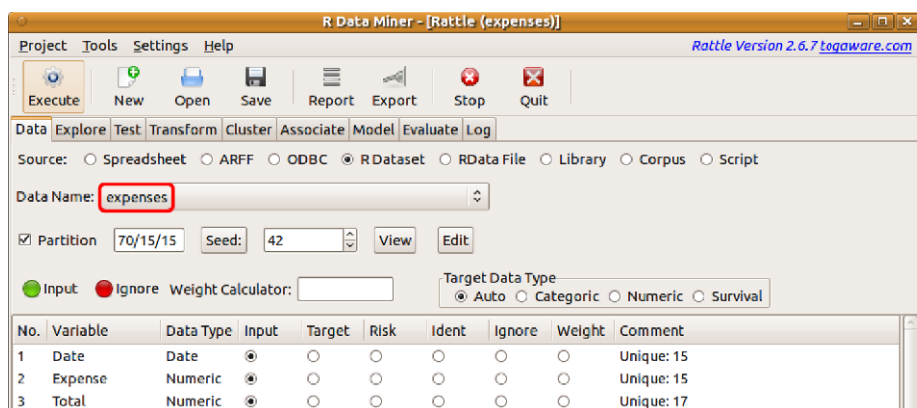 R Data Miner - [Rattle (expenses)]
Project Tools Settings Help Rattle Version 2.6.7 togaware.com
Execute New Open Save Report Export Stop Quit
Data Explore Test Transform Cluster Associate Model Evaluate Log
Source: Spreadsheet ARFF ODBC R Dataset RData File Library Corpus Script
Data Name: expenses
Partition 70/15/15 Seed: 42 View Edit
Input Ignore Weight Calculator:
Target Data Type
Auto Categoric Numeric Survival
No. Variable Data Type Input Target Risk Ident Ignore Weight Comment
1 Date Date Unique: 15
2 Expense Numeric Unique: 15
3 Total Numeric Unique: 17